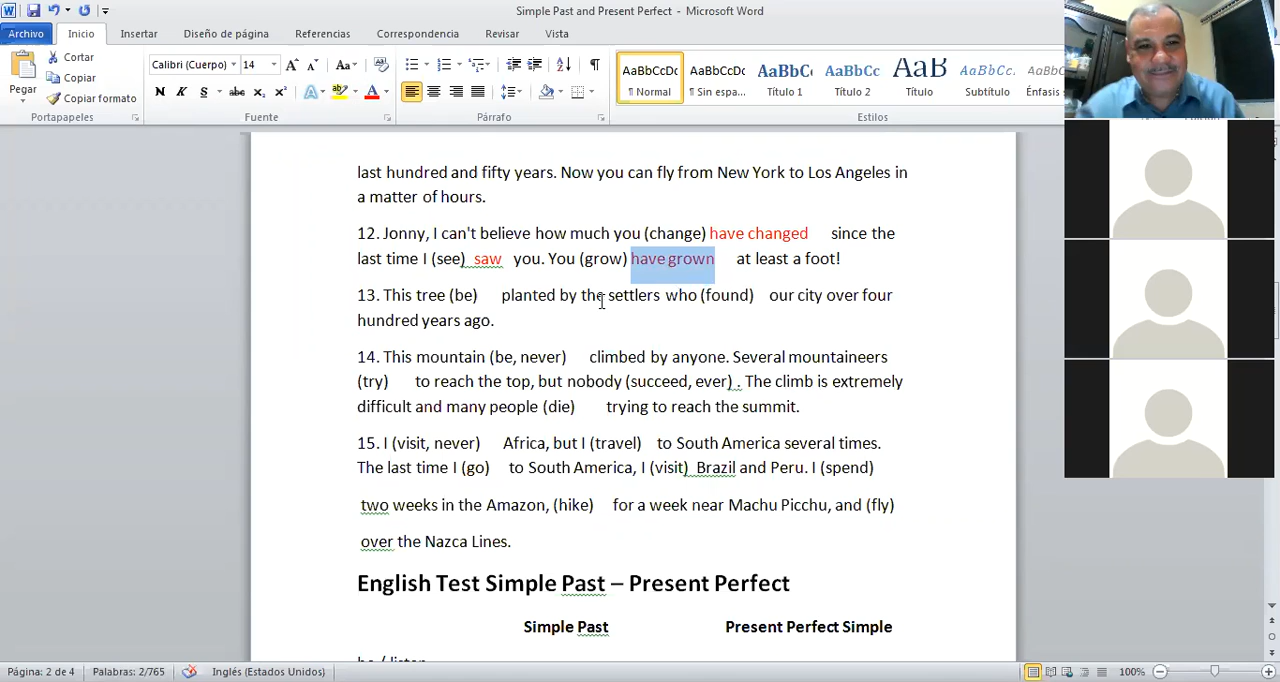 Simple Past and Present Perfect - Microsoft Word
Archivo Inicio Insertar Diseño de página Referencias Correspondencia Revisar Vista
Pegar
Cortar
Copiar
Copiar formato
Calibri (Cuerpo) 14
AaBbCcDc AaBbCcDc AaBbC AaBbCc AaB AaBbCc.
¶ Normal ¶ Sin espa... Título 1 Título 2 Título Subtítulo Énfasis
Portapapeles Fuente Párrafo Estilos
last hundred and fifty years. Now you can fly from New York to Los Angeles in
a matter of hours.
12. Jonny, I can't believe how much you (change) have changed since the
last time I (see) saw you. You (grow) have grown at least a foot!
13. This tree (be) planted by the settlers who (found) our city over four
hundred years ago.
14. This mountain (be, never) climbed by anyone. Several mountaineers
(try) to reach the top, but nobody (succeed, ever) . The climb is extremely
difficult and many people (die) trying to reach the summit.
15. I (visit, never) Africa, but I (travel) to South America several times.
The last time I (go) to South America, I (visit) Brazil and Peru. I (spend)
two weeks in the Amazon, (hike) for a week near Machu Picchu, and (fly)
over the Nazca Lines.
English Test Simple Past – Present Perfect
Simple Past Present Perfect Simple
Página: 2 de 4 Palabras: 2/765 Inglés (Estados Unidos) 100%